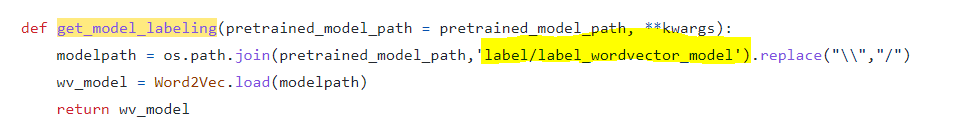 def get_model_labeling(pretrained_model_path = pretrained_model_path, **kwargs):
modelpath = os.path.join(pretrained_model_path,'label/label_wordvector_model').replace("\\","/")
wv_model = Word2Vec.load(modelpath)
return wv_model